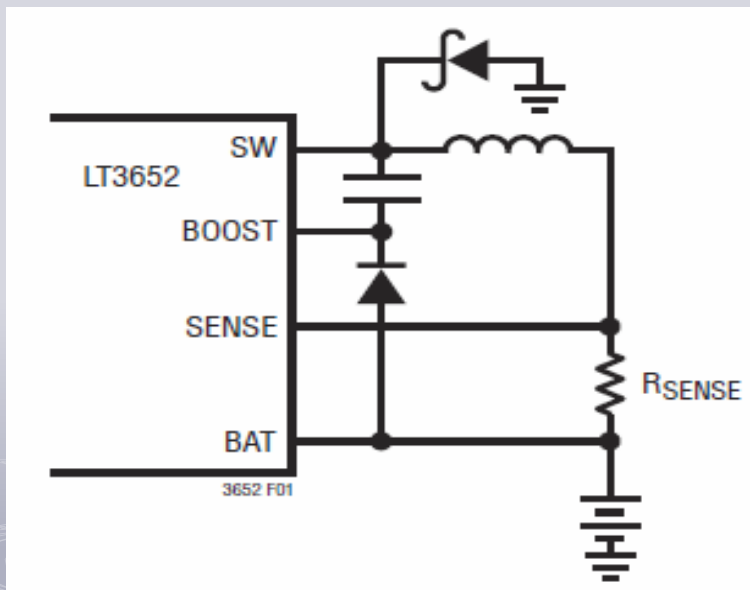 SW
LT3652
BOOST
SENSE
RSENSE
BAT
3652 F01